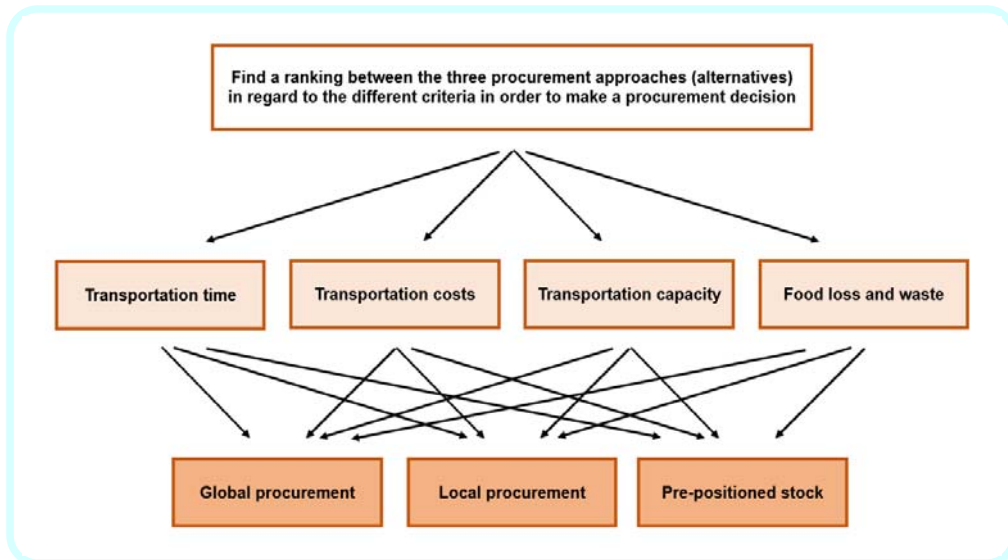 Find a ranking between the three procurement approaches (alternatives)
in regard to the different criteria in order to make a procurement decision
Transportation time
Transportation costs
Transportation capacity
Food loss and waste
Global procurement
Local procurement
Pre-positioned stock